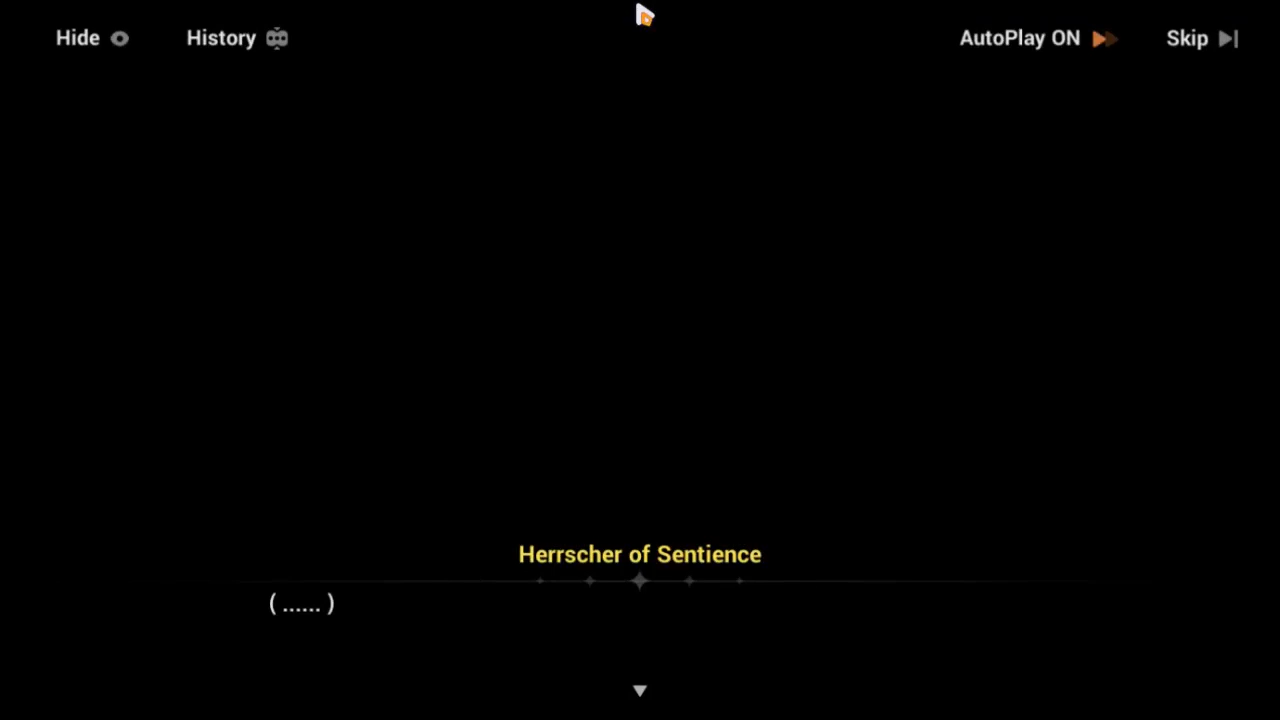 Hide
History
AutoPlay ON
Skip
Herrscher of Sentience
( ...... )